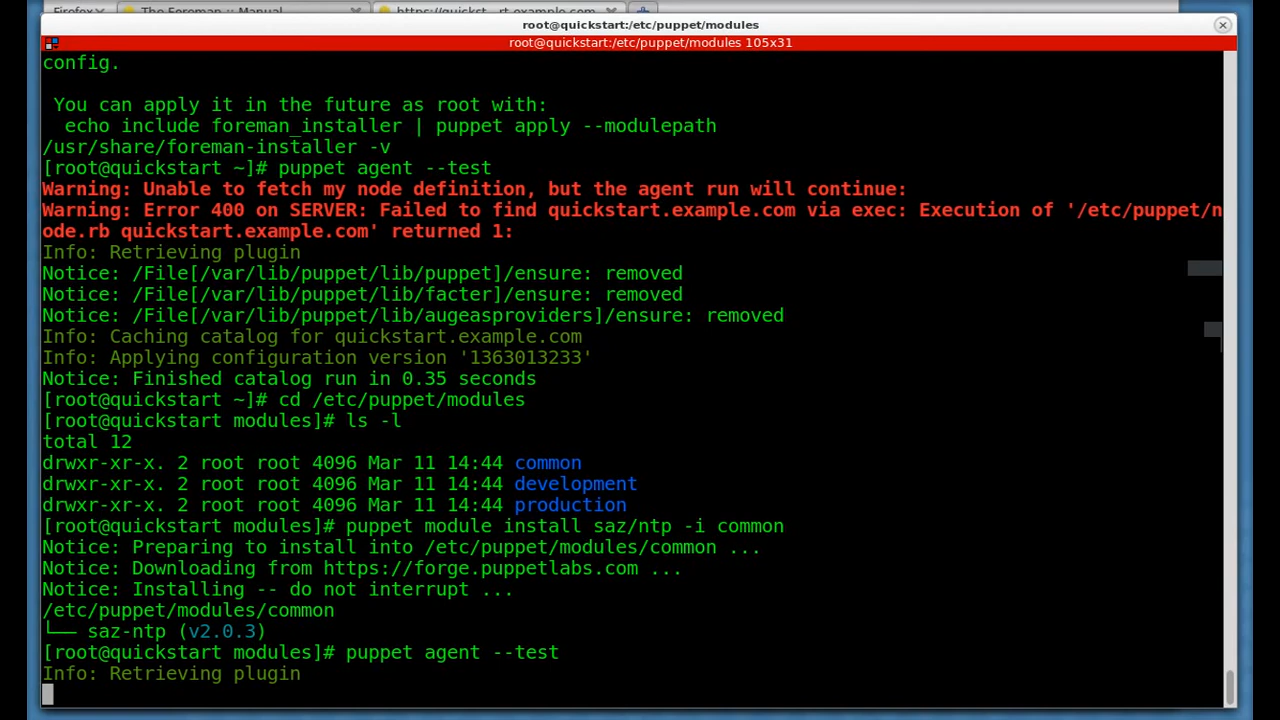 Firefox
The Foreman :: Manual
https://quickst...rt.example.com
root@quickstart:/etc/puppet/modules
root@quickstart:/etc/puppet/modules 105x31
config.
You can apply it in the future as root with:
echo include foreman_installer | puppet apply --modulepath
/usr/share/foreman-installer -v
[root@quickstart ~]# puppet agent --test
Warning: Unable to fetch my node definition, but the agent run will continue:
Warning: Error 400 on SERVER: Failed to find quickstart.example.com via exec: Execution of '/etc/puppet/n
ode.rb quickstart.example.com' returned 1:
Info: Retrieving plugin
Notice: /File[/var/lib/puppet/lib/puppet]/ensure: removed
Notice: /File[/var/lib/puppet/lib/facter]/ensure: removed
Notice: /File[/var/lib/puppet/lib/augeasproviders]/ensure: removed
Info: Caching catalog for quickstart.example.com
Info: Applying configuration version '1363013233'
Notice: Finished catalog run in 0.35 seconds
[root@quickstart ~]# cd /etc/puppet/modules
[root@quickstart modules]# ls -l
total 12
drwxr-xr-x. 2 root root 4096 Mar 11 14:44 common
drwxr-xr-x. 2 root root 4096 Mar 11 14:44 development
drwxr-xr-x. 2 root root 4096 Mar 11 14:44 production
[root@quickstart modules]# puppet module install saz/ntp -i common
Notice: Preparing to install into /etc/puppet/modules/common ...
Notice: Downloading from https://forge.puppetlabs.com ...
Notice: Installing -- do not interrupt ...
/etc/puppet/modules/common
└── saz-ntp (v2.0.3)
[root@quickstart modules]# puppet agent --test
Info: Retrieving plugin